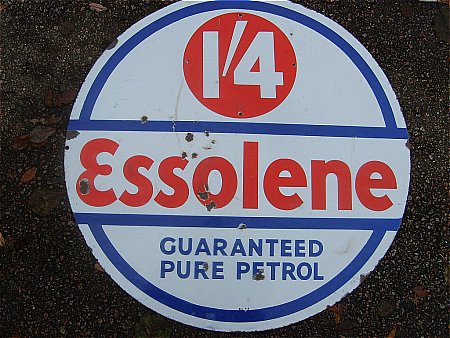 1/4
Essolene
GUARANTEED
PURE PETROL